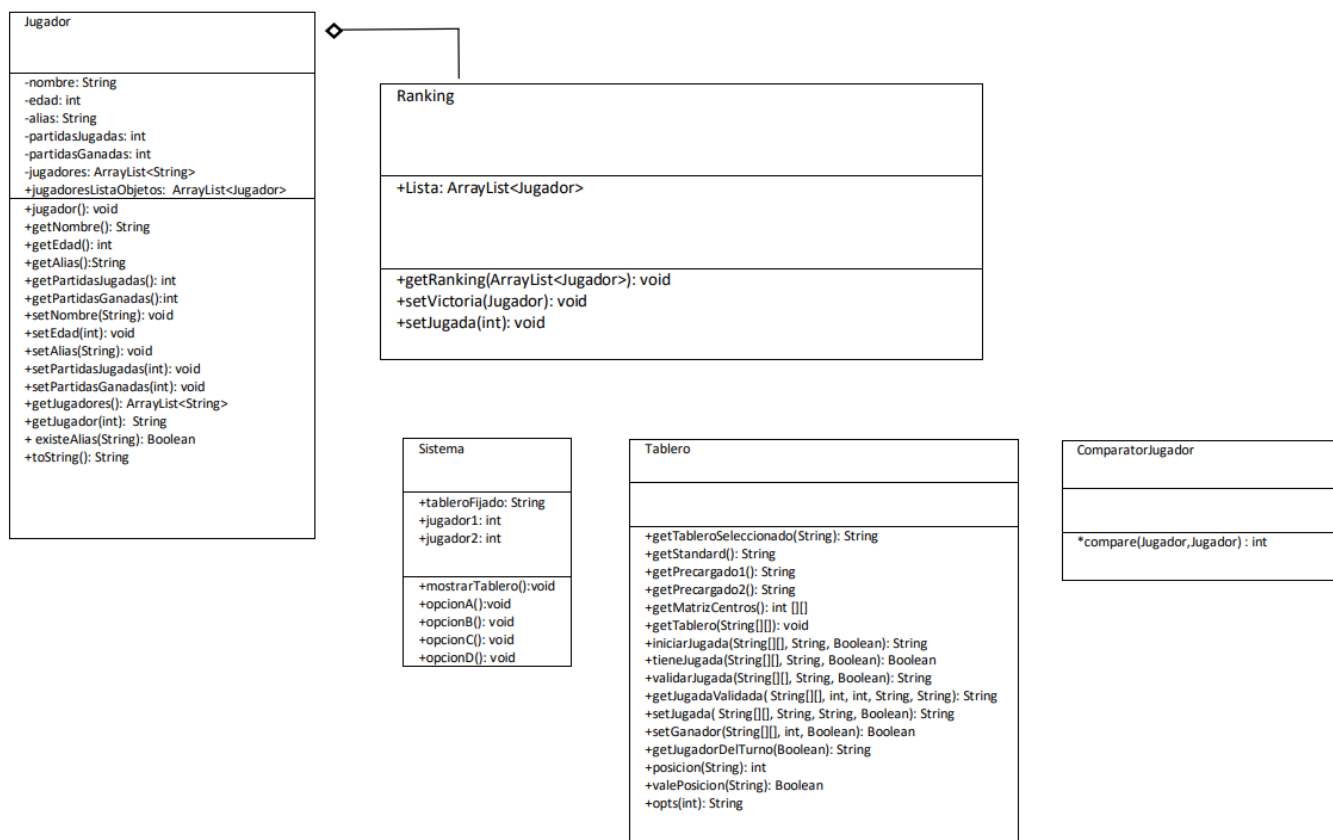 Jugador
-nombre: String
-edad: int
-alias: String
-partidasJugadas: int
-partidasGanadas: int
-jugadores: ArrayList<String>
+jugadoresListaObjetos: ArrayList<Jugador>
+jugador(): void
+getNombre(): String
+getEdad(): int
+getAlias():String
+getPartidasJugadas(): int
+getPartidasGanadas():int
+setNombre(String): void
+setEdad(int): void
+setAlias(String): void
+setPartidasJugadas(int): void
+setPartidasGanadas(int): void
+getJugadores(): ArrayList<String>
+getJugador(int): String
+ existeAlias(String): Boolean
+toString(): String
Ranking
+Lista: ArrayList<Jugador>
+getRanking(ArrayList<Jugador>): void
+setVictoria(Jugador): void
+setJugada(int): void
Sistema
+tableroFijado: String
+jugador1: int
+jugador2: int
+mostrarTablero():void
+opcionA():void
+opcionB(): void
+opcionC(): void
+opcionD(): void
Tablero
+getTableroSeleccionado(String): String
+getStandard(): String
+getPrecargado1(): String
+getPrecargado2(): String
+getMatrizCentros(): int [][]
+getTablero(String[][]): void
+iniciarJugada(String[][], String, Boolean): String
+tieneJugada(String[][], String, Boolean): Boolean
+validarJugada(String[][], String, Boolean): String
+getJugadaValidada( String[][], int, int, String, String): String
+setJugada( String[][], String, String, Boolean): String
+setGanador(String[][], int, Boolean): Boolean
+getJugadorDelTurno(Boolean): String
+posicion(String): int
+valePosicion(String): Boolean
+opts(int): String
ComparatorJugador
*compare(Jugador,Jugador) : int